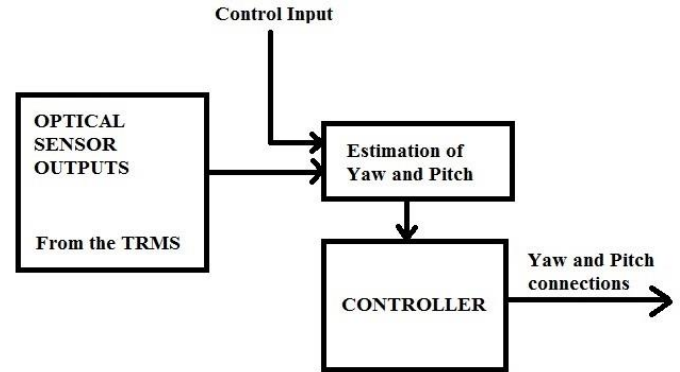 Control Input
OPTICAL
SENSOR
OUTPUTS
From the TRMS
Estimation of
Yaw and Pitch
CONTROLLER
Yaw and Pitch
connections